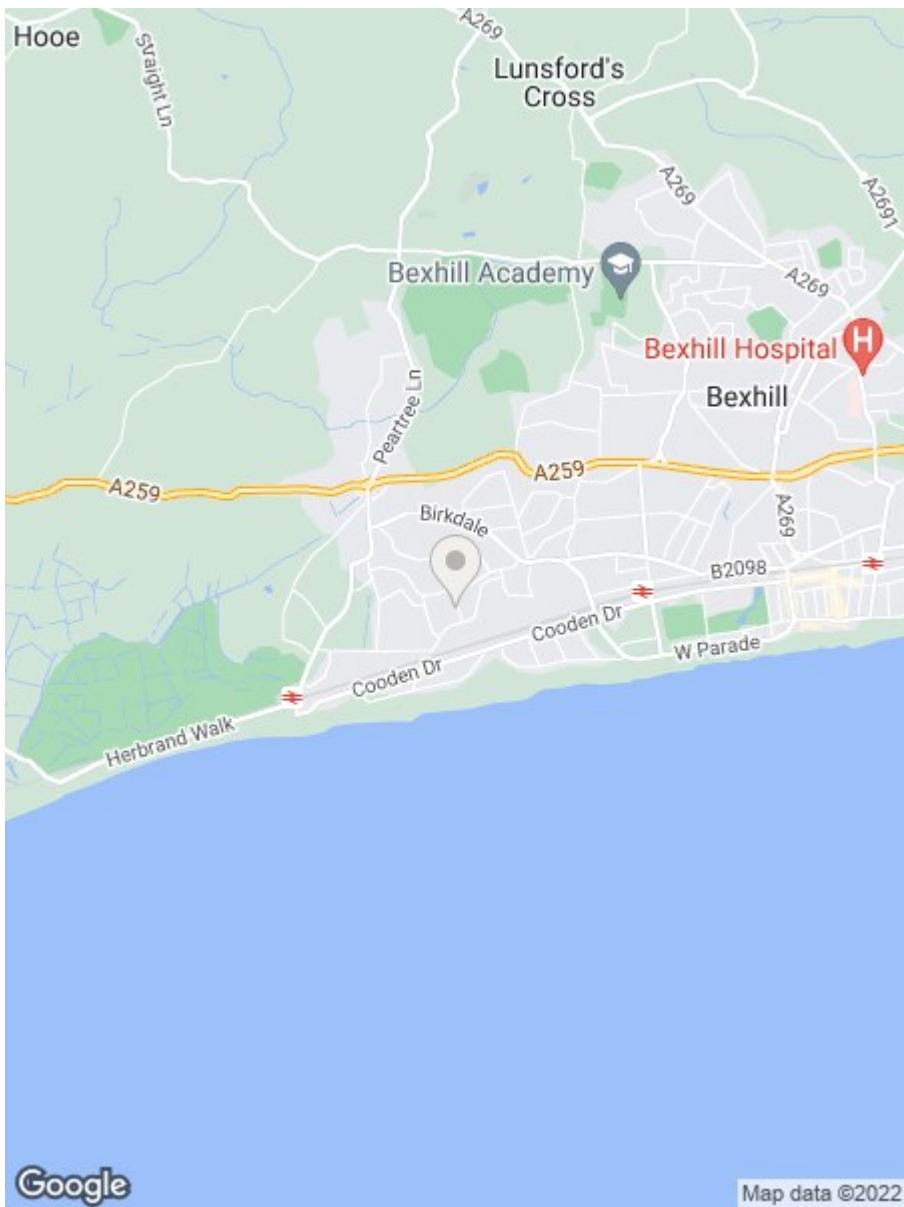 Hooe
A269
Straight Ln
Lunsford's
Cross
A269
A2691
Bexhill Academy
A269
Bexhill Hospital
H
Bexhill
Peartree Ln
A259
A259
Birkdale
A269
B2098
Cooden Dr
W Parade
Cooden Dr
Herbrand Walk
Google
Map data ©2022